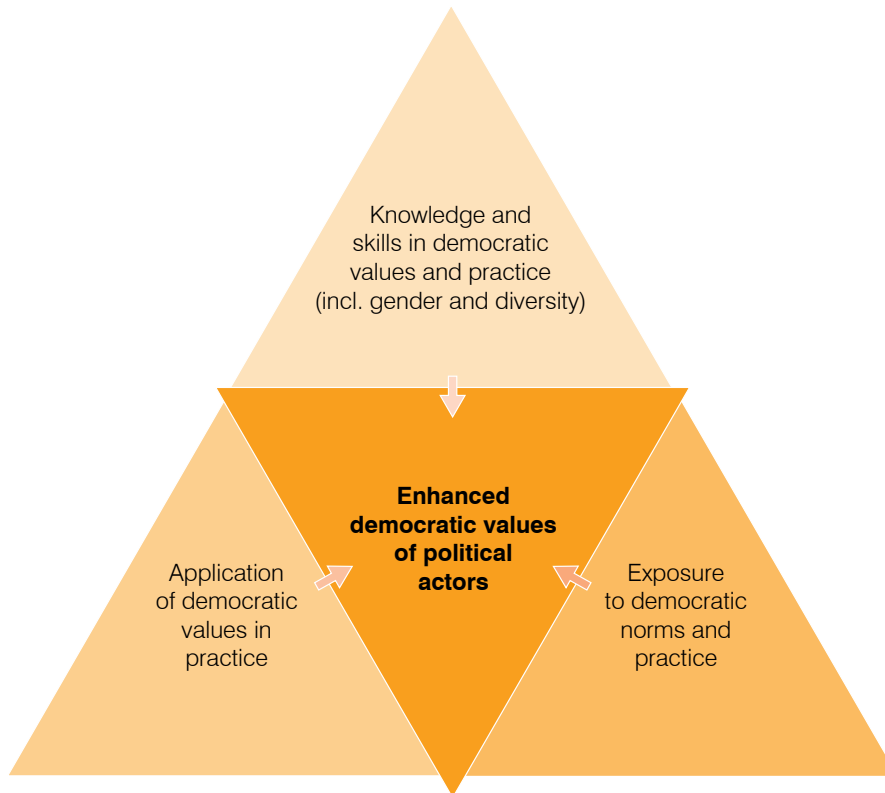 Knowledge and
skills in democratic
values and practice
(incl. gender and diversity)
Enhanced
democratic values
of political
actors
Application
of democratic
values in
practice
Exposure
to democratic
norms and
practice